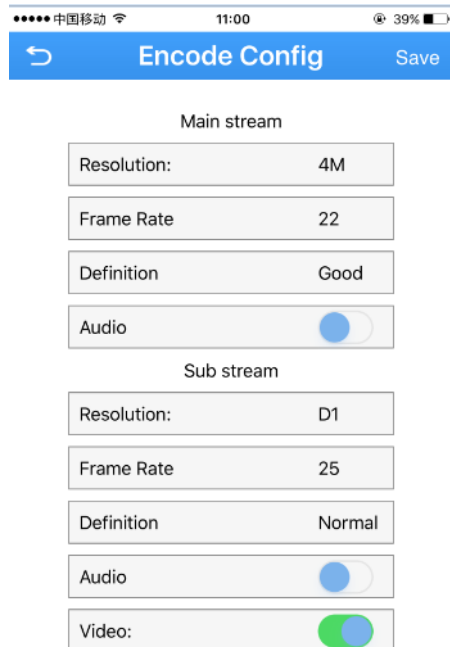 中国移动 11:00 39%
Encode Config Save
Main stream
Resolution: 4M
Frame Rate 22
Definition Good
Audio
Sub stream
Resolution: D1
Frame Rate 25
Definition Normal
Audio
Video: